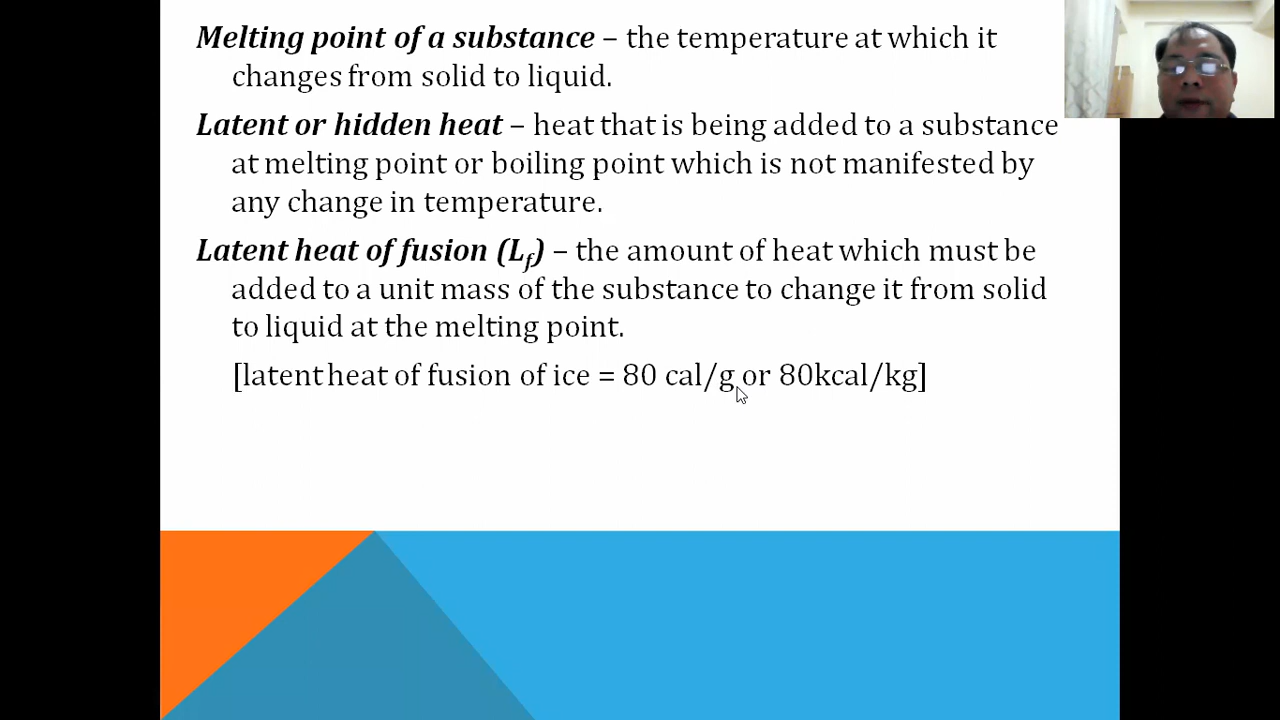 Melting point of a substance – the temperature at which it
changes from solid to liquid.
Latent or hidden heat – heat that is being added to a substance
at melting point or boiling point which is not manifested by
any change in temperature.
Latent heat of fusion (Lf) – the amount of heat which must be
added to a unit mass of the substance to change it from solid
to liquid at the melting point.
[latent heat of fusion of ice = 80 cal/g or 80kcal/kg]